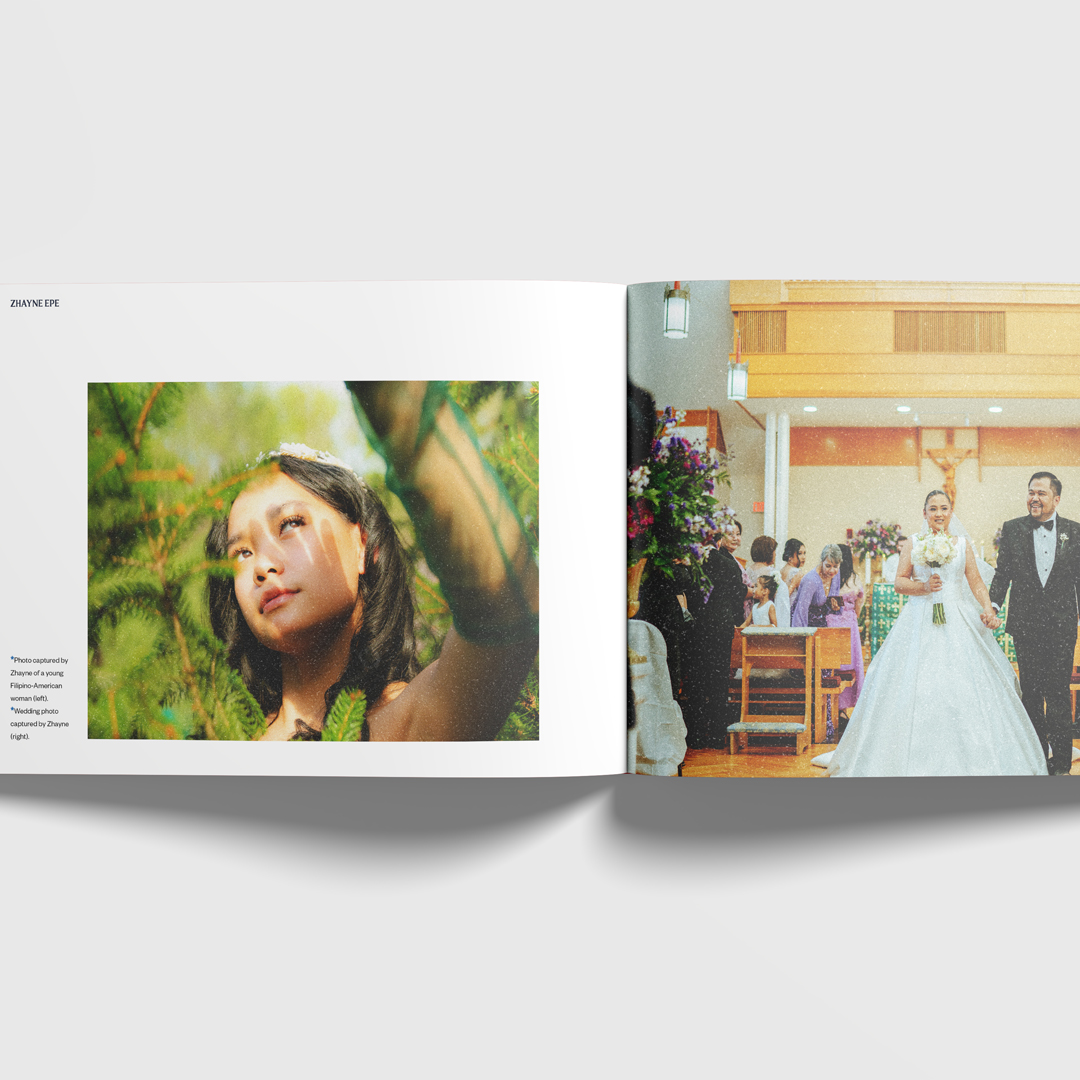 ZHAYNE EPE
*Photo captured by
Zhayne of a young
Filipino-American
woman (left).
*Wedding photo
captured by Zhayne
(right).